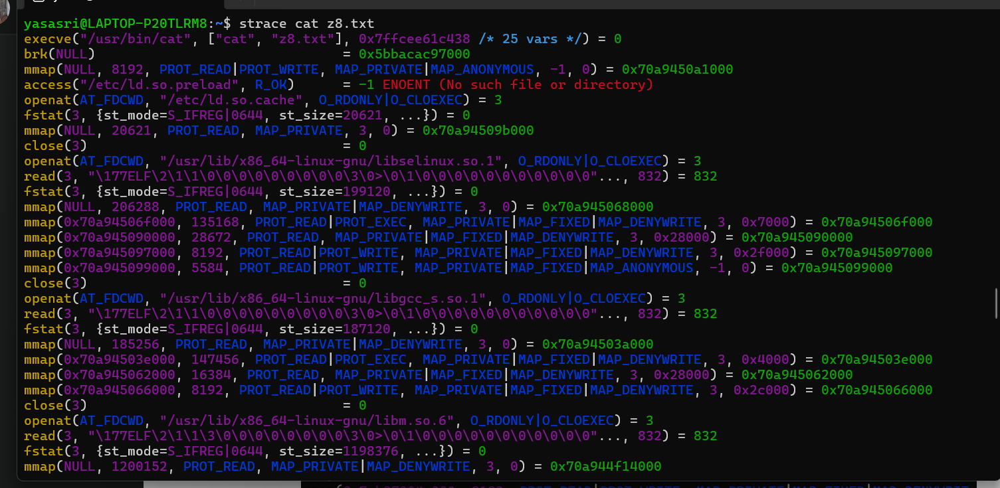 yasasri@LAPTOP-P20TLRM8:~$ strace cat z8.txt
execve("/usr/bin/cat", ["cat", "z8.txt"], 0x7ffcee61c438 /* 25 vars */) = 0
brk(NULL)                               = 0x5bbacac97000
mmap(NULL, 8192, PROT_READ|PROT_WRITE, MAP_PRIVATE|MAP_ANONYMOUS, -1, 0) = 0x70a9450a1000
access("/etc/ld.so.preload", R_OK)      = -1 ENOENT (No such file or directory)
openat(AT_FDCWD, "/etc/ld.so.cache", O_RDONLY|O_CLOEXEC) = 3
fstat(3, {st_mode=S_IFREG|0644, st_size=20621, ...}) = 0
mmap(NULL, 20621, PROT_READ, MAP_PRIVATE, 3, 0) = 0x70a94509b000
close(3)                                = 0
openat(AT_FDCWD, "/usr/lib/x86_64-linux-gnu/libselinux.so.1", O_RDONLY|O_CLOEXEC) = 3
read(3, "\177ELF\2\1\1\0\0\0\0\0\0\0\0\0\3\0>\0\1\0\0\0\0\0\0\0\0\0\0\0"..., 832) = 832
fstat(3, {st_mode=S_IFREG|0644, st_size=199120, ...}) = 0
mmap(NULL, 206288, PROT_READ, MAP_PRIVATE|MAP_DENYWRITE, 3, 0) = 0x70a945068000
mmap(0x70a94506f000, 135168, PROT_READ|PROT_EXEC, MAP_PRIVATE|MAP_FIXED|MAP_DENYWRITE, 3, 0x7000) = 0x70a94506f000
mmap(0x70a945090000, 28672, PROT_READ, MAP_PRIVATE|MAP_FIXED|MAP_DENYWRITE, 3, 0x28000) = 0x70a945090000
mmap(0x70a945097000, 8192, PROT_READ|PROT_WRITE, MAP_PRIVATE|MAP_FIXED|MAP_DENYWRITE, 3, 0x2f000) = 0x70a945097000
mmap(0x70a945099000, 5584, PROT_READ|PROT_WRITE, MAP_PRIVATE|MAP_FIXED|MAP_ANONYMOUS, -1, 0) = 0x70a945099000
close(3)                                = 0
openat(AT_FDCWD, "/usr/lib/x86_64-linux-gnu/libgcc_s.so.1", O_RDONLY|O_CLOEXEC) = 3
read(3, "\177ELF\2\1\1\0\0\0\0\0\0\0\0\0\3\0>\0\1\0\0\0\0\0\0\0\0\0\0\0"..., 832) = 832
fstat(3, {st_mode=S_IFREG|0644, st_size=187120, ...}) = 0
mmap(NULL, 185256, PROT_READ, MAP_PRIVATE|MAP_DENYWRITE, 3, 0) = 0x70a94503a000
mmap(0x70a94503e000, 147456, PROT_READ|PROT_EXEC, MAP_PRIVATE|MAP_FIXED|MAP_DENYWRITE, 3, 0x4000) = 0x70a94503e000
mmap(0x70a945062000, 16384, PROT_READ, MAP_PRIVATE|MAP_FIXED|MAP_DENYWRITE, 3, 0x28000) = 0x70a945062000
mmap(0x70a945066000, 8192, PROT_READ|PROT_WRITE, MAP_PRIVATE|MAP_FIXED|MAP_DENYWRITE, 3, 0x2c000) = 0x70a945066000
close(3)                                = 0
openat(AT_FDCWD, "/usr/lib/x86_64-linux-gnu/libm.so.6", O_RDONLY|O_CLOEXEC) = 3
read(3, "\177ELF\2\1\1\3\0\0\0\0\0\0\0\0\3\0>\0\1\0\0\0\0\0\0\0\0\0\0\0"..., 832) = 832
fstat(3, {st_mode=S_IFREG|0644, st_size=1198376, ...}) = 0
mmap(NULL, 1200152, PROT_READ, MAP_PRIVATE|MAP_DENYWRITE, 3, 0) = 0x70a944f14000